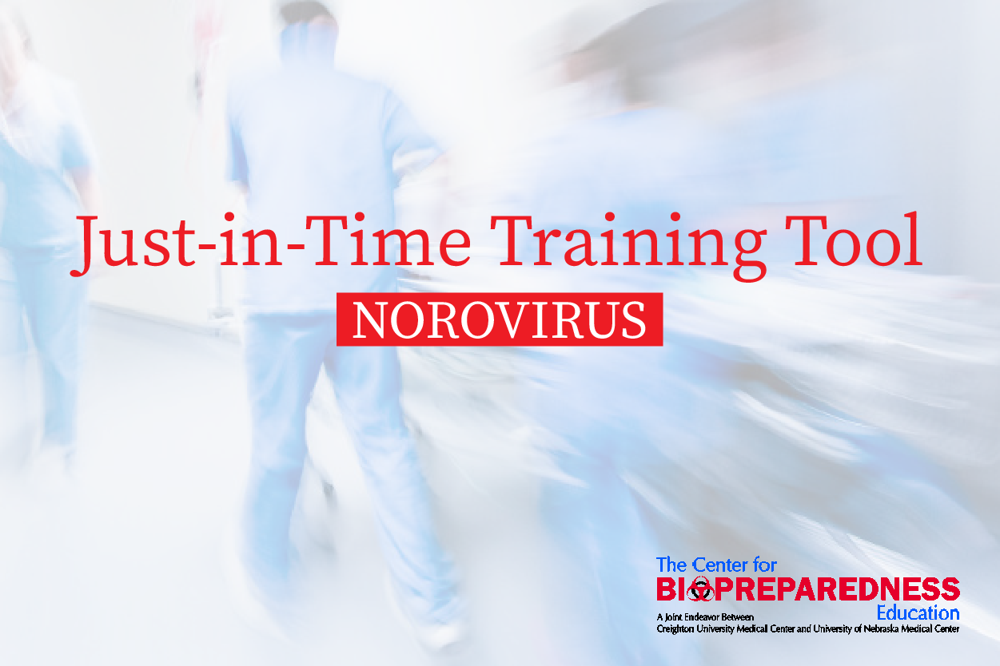 Just-in-Time Training Tool
NOROVIRUS
The Center for
BIOPREPAREDNESS
Education
A Joint Endeavor Between
Creighton University Medical Center and University of Nebraska Medical Center